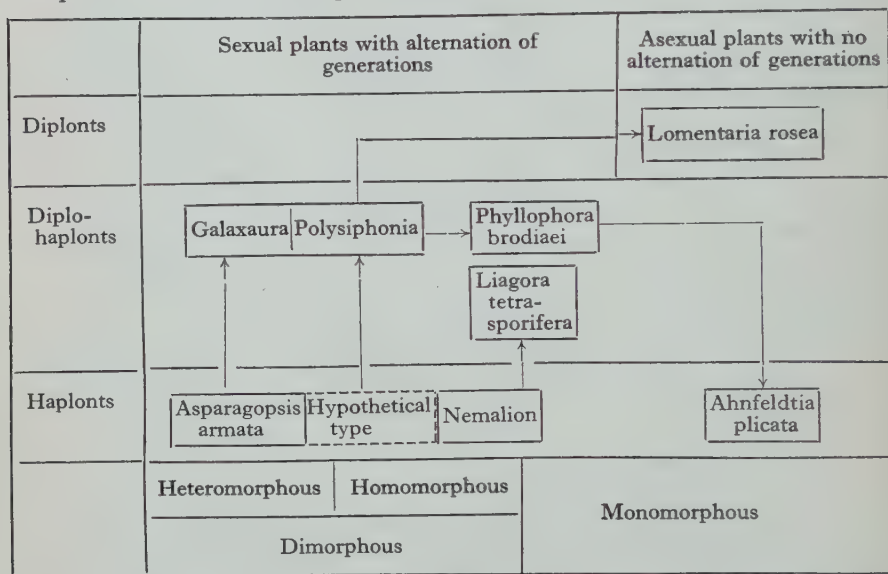 Sexual plants with alternation of
generations
Asexual plants with no
alternation of generations
Diplonts
Lomentaria rosea
Diplo-
haplonts
Galaxaura
Polysiphonia
Phyllophora
brodiaei
Liagora
tetra-
sporifera
Haplonts
Asparagopsis
armata
Hypothetical
type
Nemalion
Ahnfeldtia
plicata
Heteromorphous
Homomorphous
Monomorphous
Dimorphous